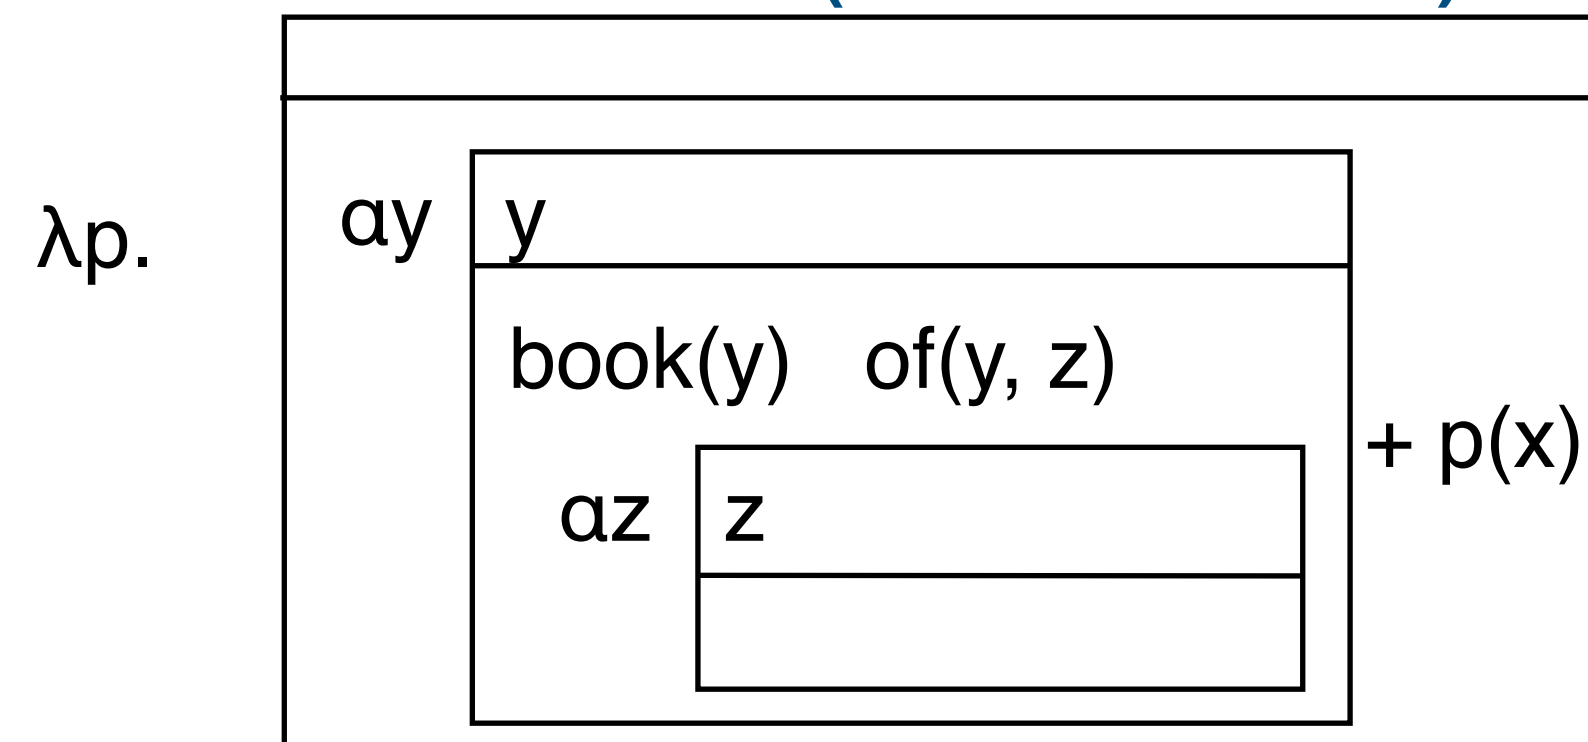 λp.
αy y
book(y) of(y, z)
+ p(x)
αz z